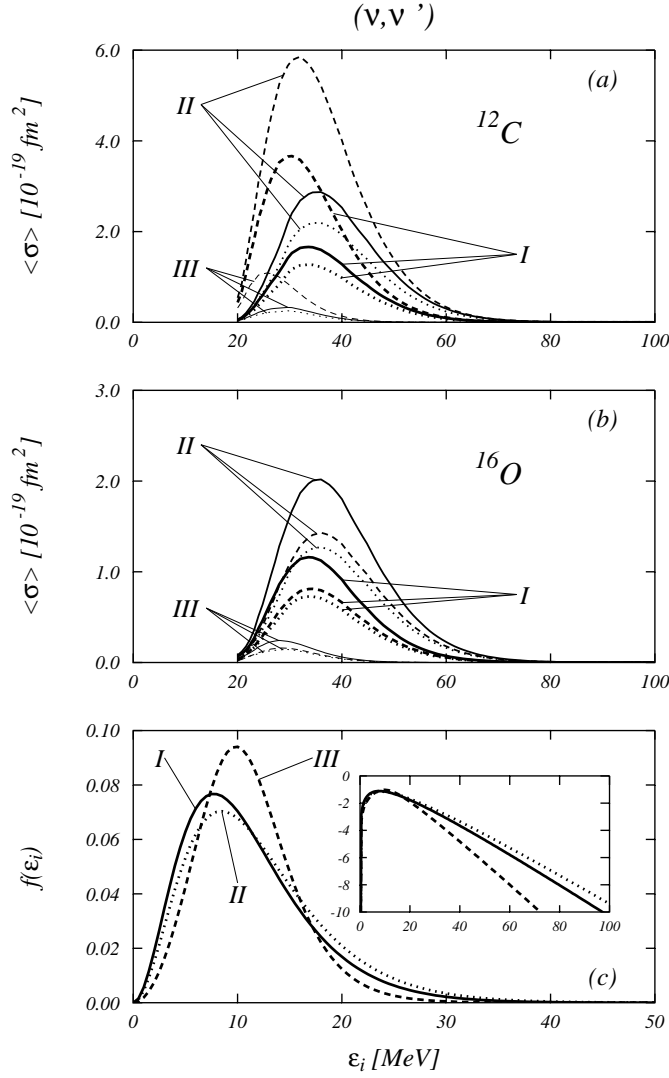 (ν,ν')
6.0
(a)
II
¹²C
4.0
<σ> [10⁻¹⁹ fm²]
2.0
I
III
0.0
0 20 40 60 80 100
3.0
(b)
II
¹⁶O
2.0
<σ> [10⁻¹⁹ fm²]
1.0
I
III
0.0
0 20 40 60 80 100
0.10
I
III
0.08
0
-2
0.06
-4
f(εᵢ)
-6
0.04
II
-8
-10
0 20 40 60 80 100
0.02
(c)
0.00
0 10 20 30 40 50
εᵢ [MeV]